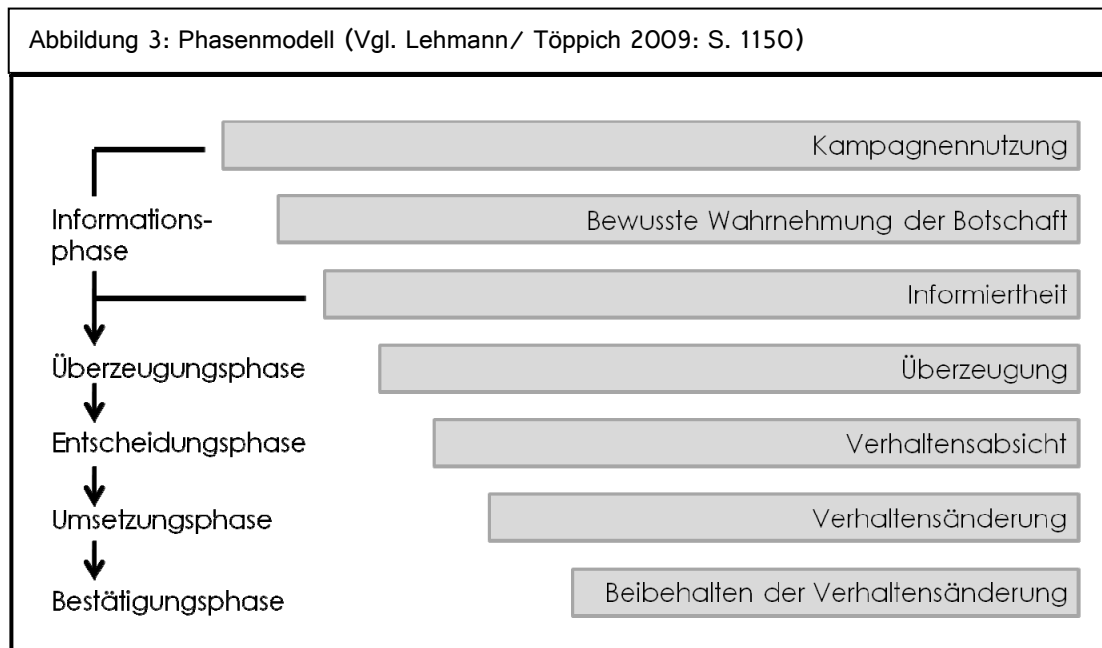 Abbildung 3: Phasenmodell (Vgl. Lehmann/ Töppich 2009: S. 1150)
Kampagnennutzung
Informations-
phase
Bewusste Wahrnehmung der Botschaft
Informiertheit
Überzeugungsphase
Überzeugung
Entscheidungsphase
Verhaltensabsicht
Umsetzungsphase
Verhaltensänderung
Bestätigungsphase
Beibehalten der Verhaltensänderung